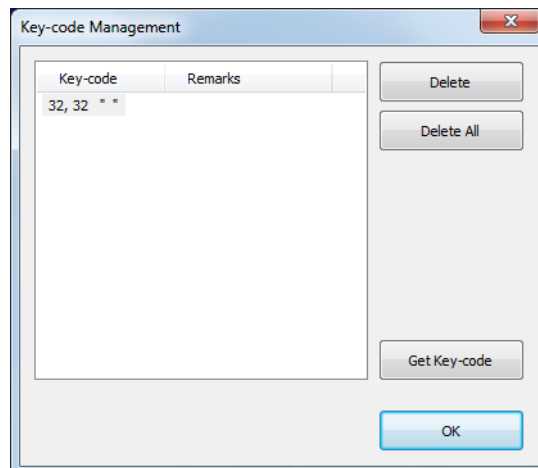 Key-code Management
Key-code Remarks
Delete
32, 32 " "
Delete All
Get Key-code
OK